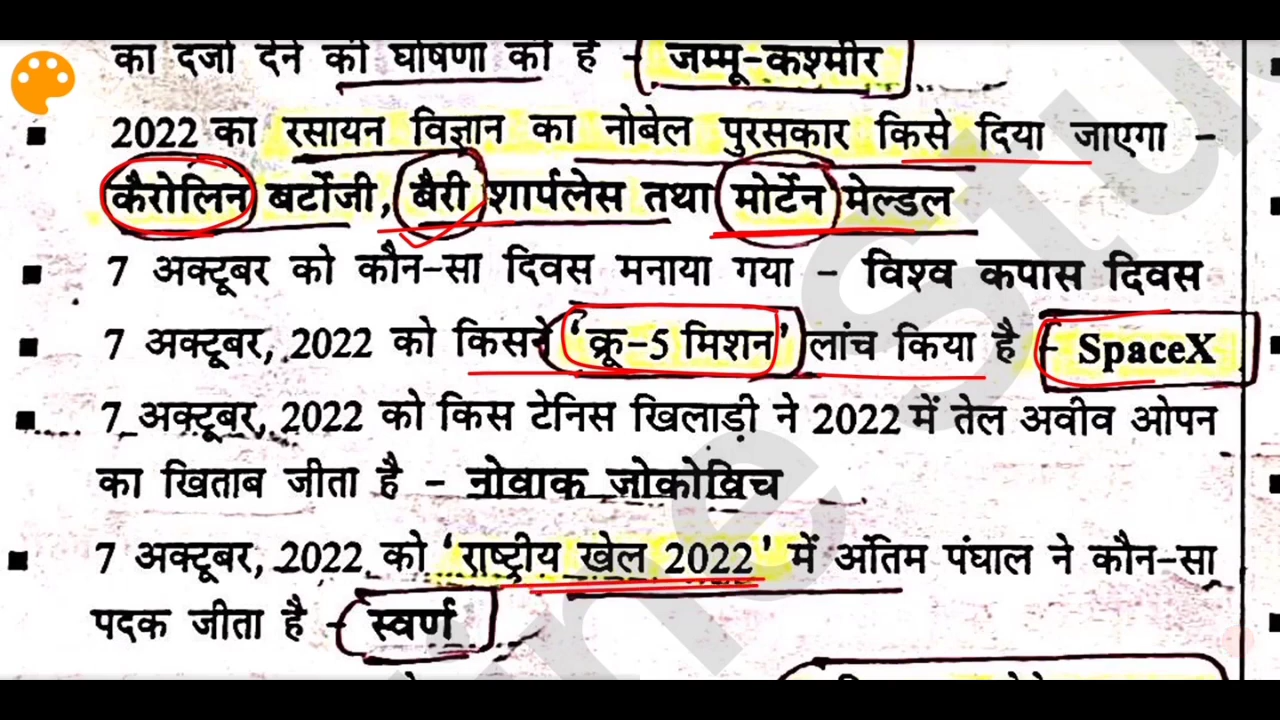 का दर्जा देने की घोषणा की है - जम्मू-कश्मीर
2022 का रसायन विज्ञान का नोबेल पुरसकार किसे दिया जाएगा -
कैरोलिन बर्टोजी, बैरी शार्पलेस तथा मोर्टेन मेल्डल
7 अक्टूबर को कौन-सा दिवस मनाया गया - विश्व कपास दिवस
7 अक्टूबर, 2022 को किसने 'क्रू-5 मिशन' लांच किया है - SpaceX
7 अक्टूबर, 2022 को किस टेनिस खिलाड़ी ने 2022 में तेल अवीव ओपन
का खिताब जीता है - नोवाक जोकोविच
7 अक्टूबर, 2022 को 'राष्ट्रीय खेल 2022' में अंतिम पंघाल ने कौन-सा
पदक जीता है - स्वर्ण